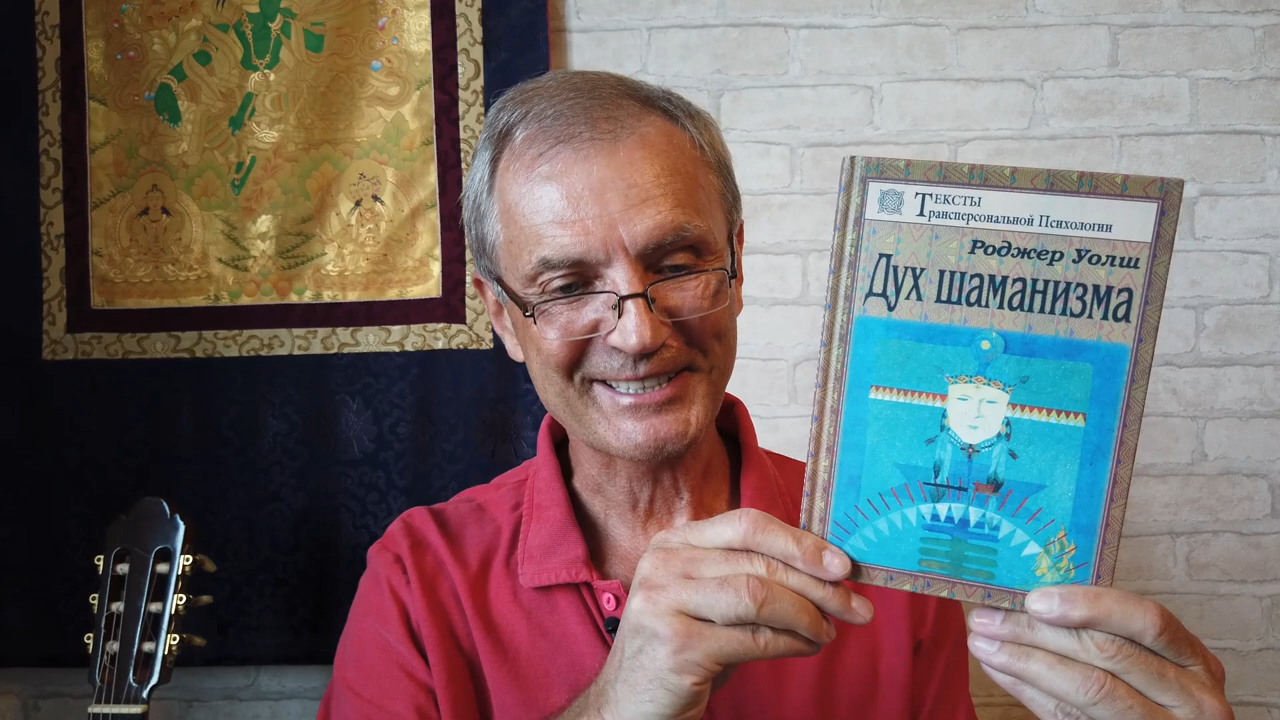 Тексты
Трансперсональной Психологии
Роджер Уолш
Дух шаманизма